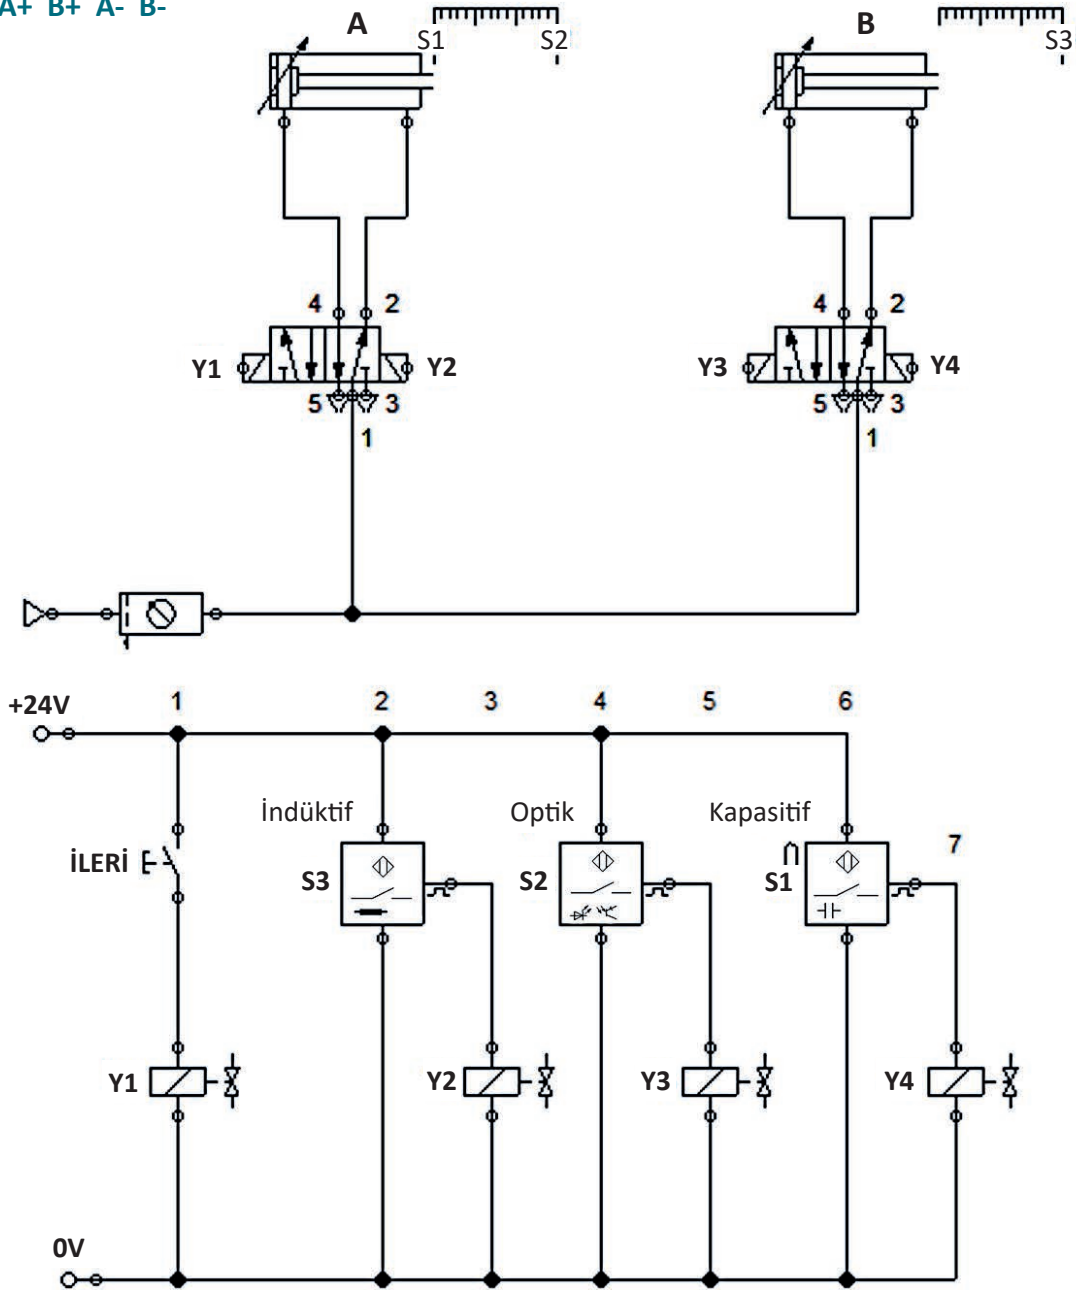 A+ B+ A- B-
A
B
S1
S2
S3
4
2
4
2
Y1
Y2
Y3
Y4
5
3
5
3
1
1
+24V
1
2
3
4
5
6
İndüktif
Optik
Kapasitif
7
İLERİ
S3
S2
S1
Y1
Y2
Y3
Y4
0V